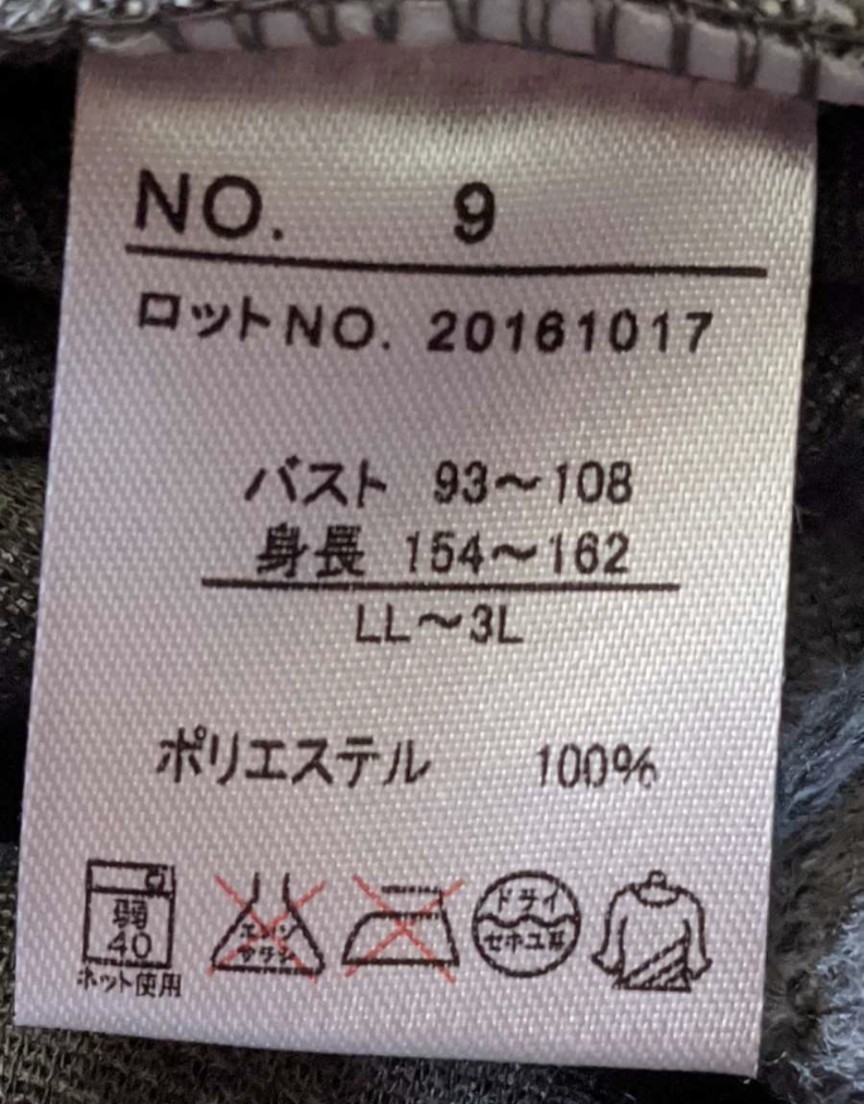 NO. 9
ロットNO. 20161017
バスト 93〜108
身長 154〜162
LL〜3L
ポリエステル 100%
弱
40
ネット使用
エンソ
サラシ
ドライ
セキユ系